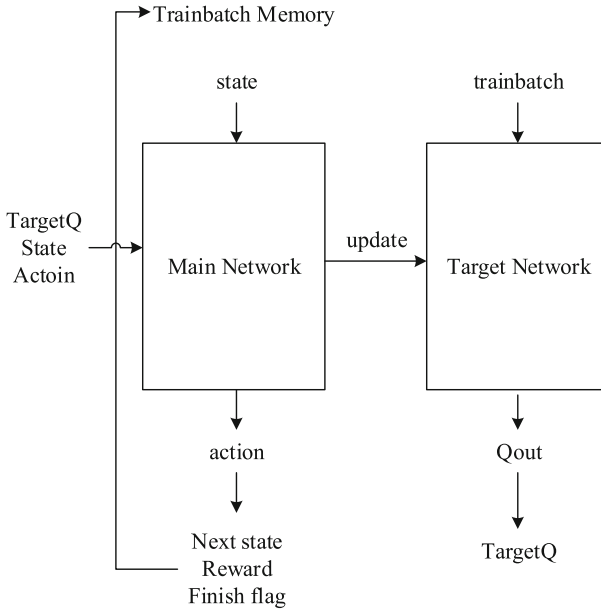 Trainbatch Memory
state
trainbatch
TargetQ
State
Actoin
Main Network
update
Target Network
action
Qout
Next state
Reward
Finish flag
TargetQ